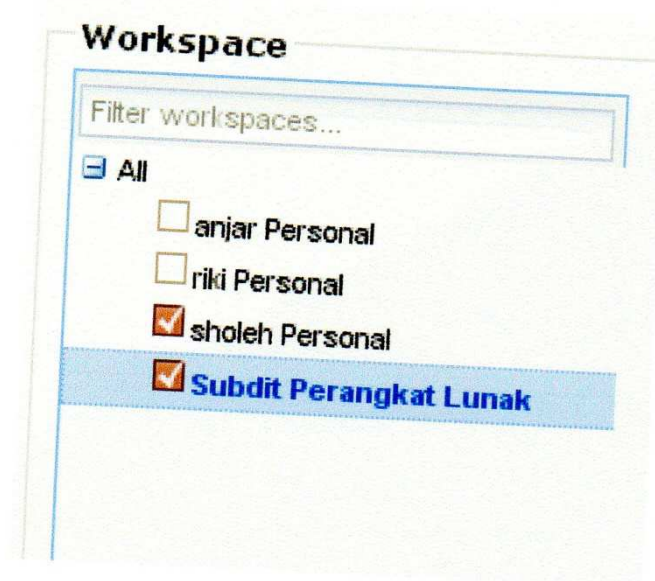 Workspace
Filter workspaces...
All
anjar Personal
riki Personal
sholeh Personal
Subdit Perangkat Lunak